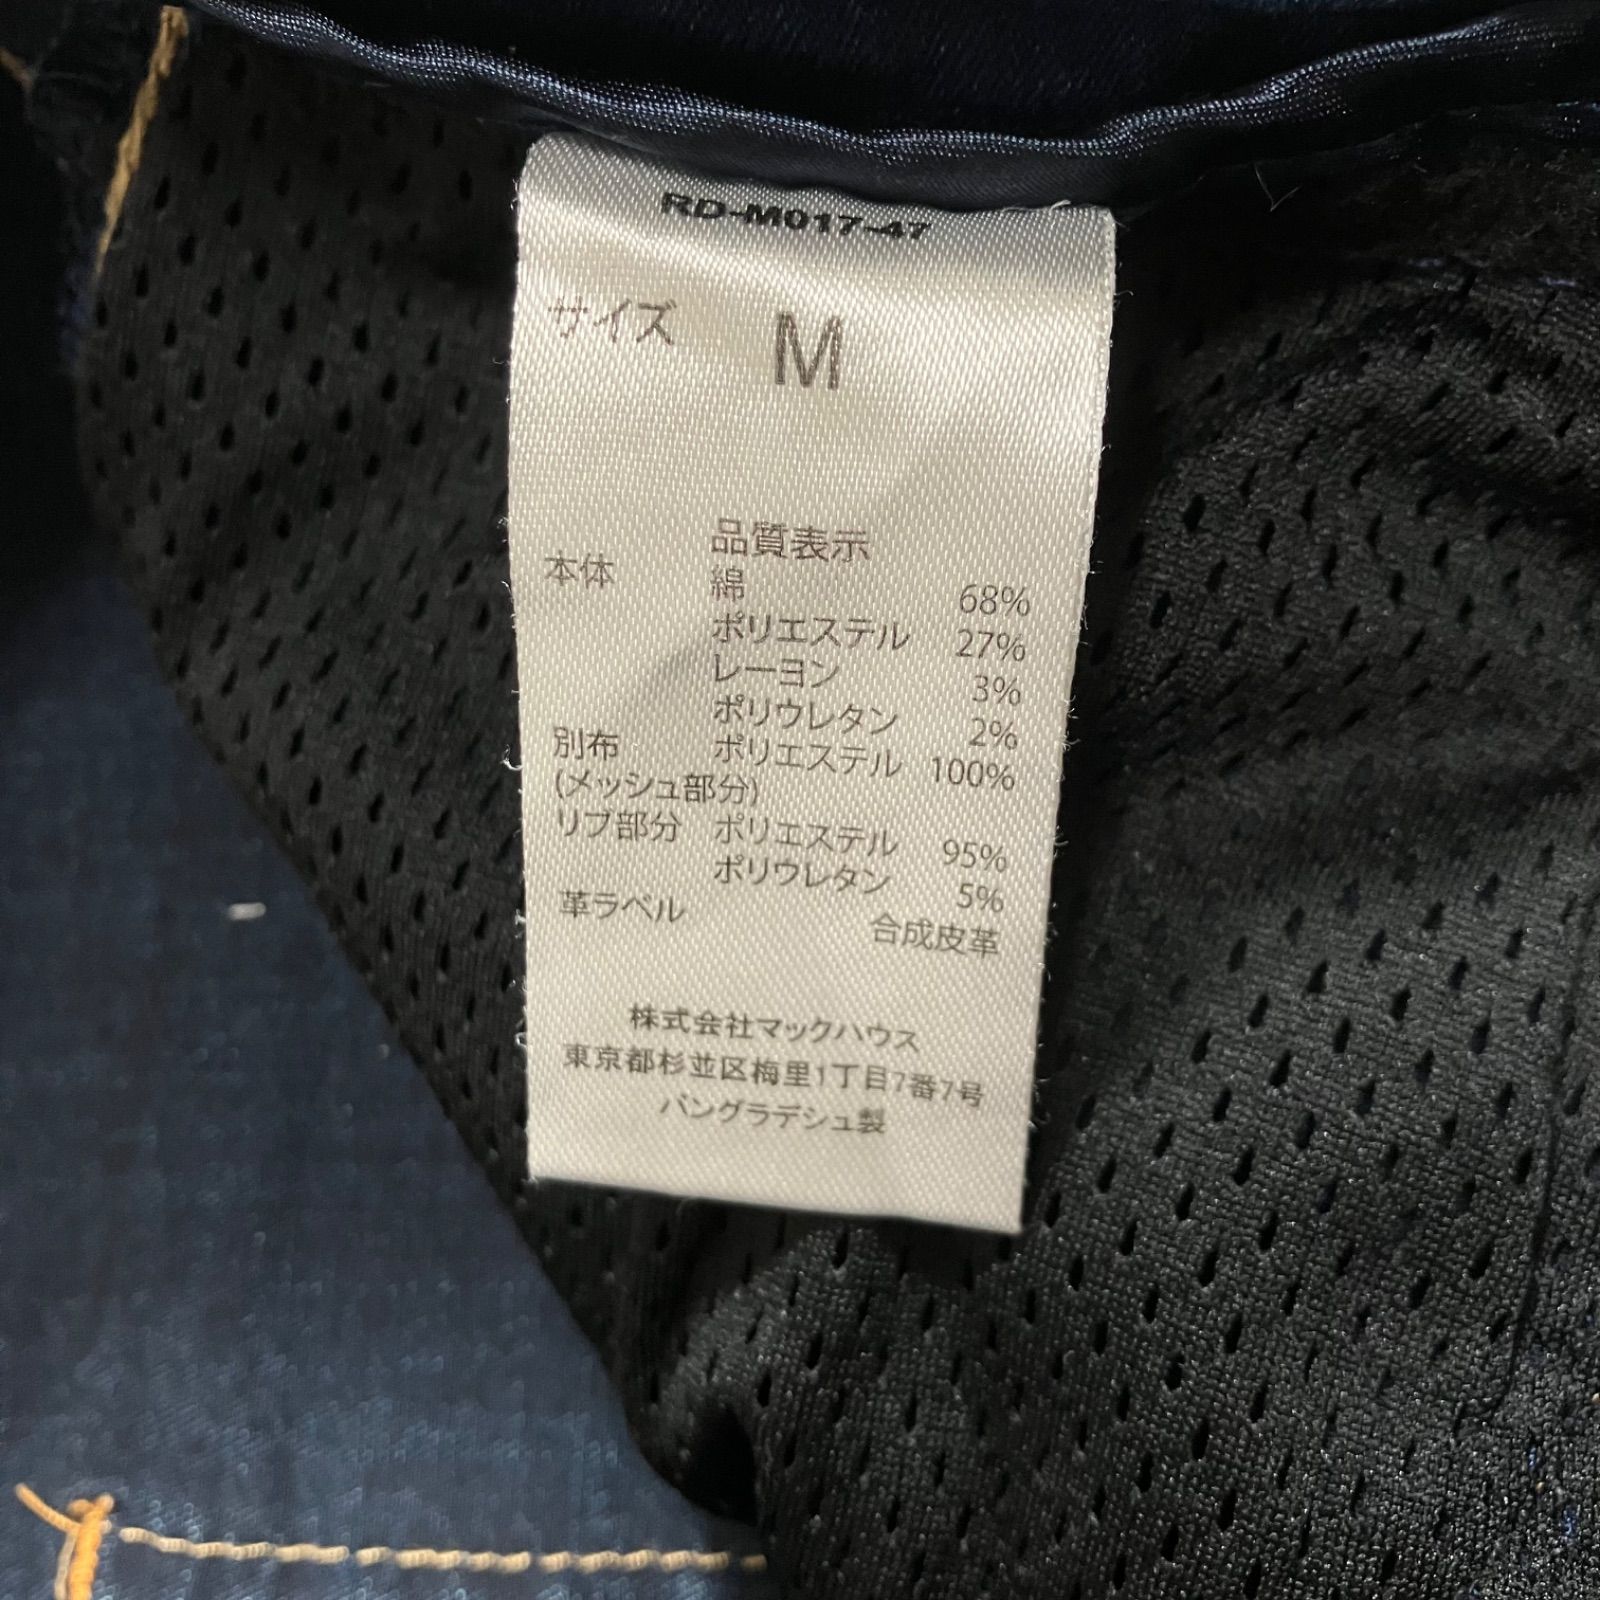 RD-M017-47
サイズ M
品質表示
本体 綿 68%
ポリエステル 27%
レーヨン 3%
ポリウレタン 2%
別布 ポリエステル 100%
(メッシュ部分)
リブ部分 ポリエステル 95%
ポリウレタン 5%
革ラベル 合成皮革
株式会社マックハウス
東京都杉並区梅里1丁目7番7号
バングラデシュ製